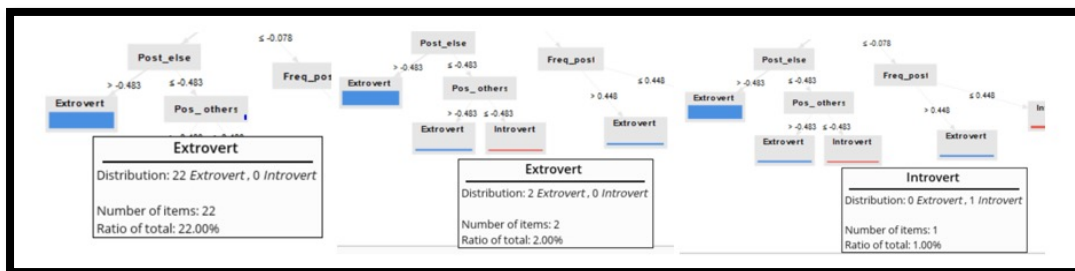 ≤ -0.078
Post_else
> -0.483
≤ -0.483
Freq_pos
Extrovert
Pos_others
Extrovert
Distribution: 22 Extrovert, 0 Introvert
Number of items: 22
Ratio of total: 22.00%
Post_else
> -0.483
≤ -0.483
Freq_post
≤ 0.448
Extrovert
Pos_others
> 0.448
> -0.483
≤ -0.483
Extrovert
Introvert
Extrovert
Extrovert
Distribution: 2 Extrovert, 0 Introvert
Number of items: 2
Ratio of total: 2.00%
≤ -0.078
Post_else
> -0.483
≤ -0.483
Freq_post
≤ 0.448
Extrovert
Pos_others
> 0.448
> -0.483
≤ -0.483
Extrovert
Introvert
Extrovert
In
Introvert
Distribution: 0 Extrovert, 1 Introvert
Number of items: 1
Ratio of total: 1.00%